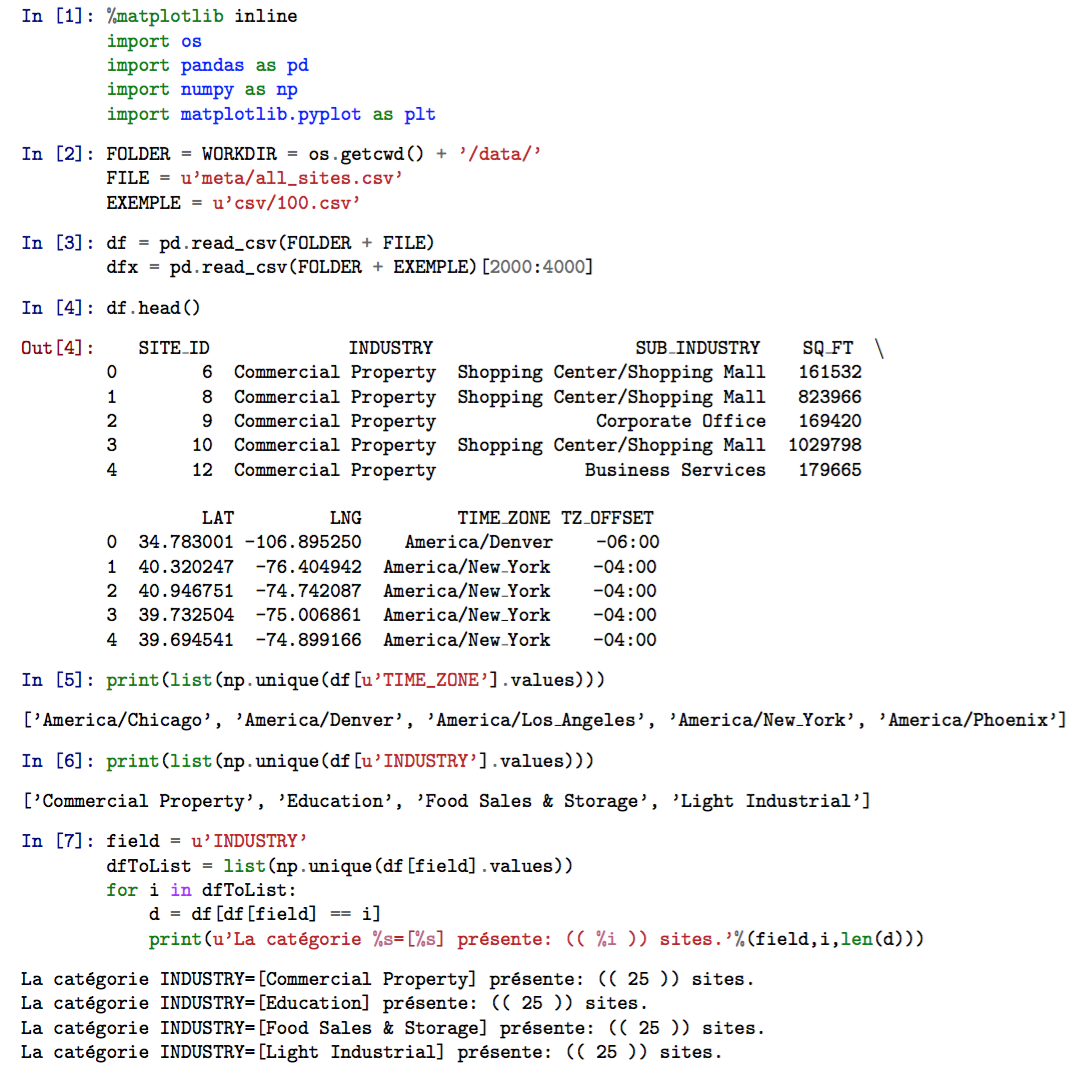 In [1]: %matplotlib inline
import os
import pandas as pd
import numpy as np
import matplotlib.pyplot as plt
In [2]: FOLDER = WORKDIR = os.getcwd() + ’/data/’
FILE = u’meta/all_sites.csv’
EXEMPLE = u’csv/100.csv’
In [3]: df = pd.read_csv(FOLDER + FILE)
dfx = pd.read_csv(FOLDER + EXEMPLE)[2000:4000]
In [4]: df.head()
Out[4]: SITE_ID INDUSTRY SUB_INDUSTRY SQ_FT \
0 6 Commercial Property Shopping Center/Shopping Mall 161532
1 8 Commercial Property Shopping Center/Shopping Mall 823966
2 9 Commercial Property Corporate Office 169420
3 10 Commercial Property Shopping Center/Shopping Mall 1029798
4 12 Commercial Property Business Services 179665
LAT LNG TIME_ZONE TZ_OFFSET
0 34.783001 -106.895250 America/Denver -06:00
1 40.320247 -76.404942 America/New_York -04:00
2 40.946751 -74.742087 America/New_York -04:00
3 39.732504 -75.006861 America/New_York -04:00
4 39.694541 -74.899166 America/New_York -04:00
In [5]: print(list(np.unique(df[u’TIME_ZONE’].values)))
[’America/Chicago’, ’America/Denver’, ’America/Los_Angeles’, ’America/New_York’, ’America/Phoenix’]
In [6]: print(list(np.unique(df[u’INDUSTRY’].values)))
[’Commercial Property’, ’Education’, ’Food Sales & Storage’, ’Light Industrial’]
In [7]: field = u’INDUSTRY’
dfToList = list(np.unique(df[field].values))
for i in dfToList:
d = df[df[field] == i]
print(u’La catégorie %s=[%s] présente: (( %i )) sites.’%(field,i,len(d)))
La catégorie INDUSTRY=[Commercial Property] présente: (( 25 )) sites.
La catégorie INDUSTRY=[Education] présente: (( 25 )) sites.
La catégorie INDUSTRY=[Food Sales & Storage] présente: (( 25 )) sites.
La catégorie INDUSTRY=[Light Industrial] présente: (( 25 )) sites.